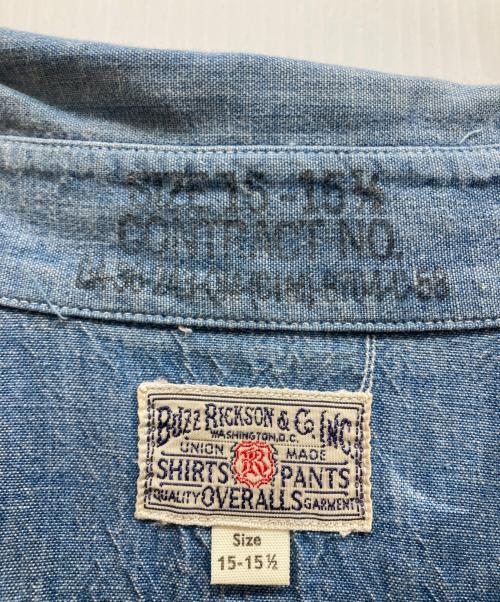 SIZE 15-15½
CONTRACT NO.
BUZZ RICKSON & Co. INC.
WASHINGTON, D.C.
UNION MADE
R
SHIRTS PANTS
QUALITY OVERALLS GARMENT
Size
15-15½